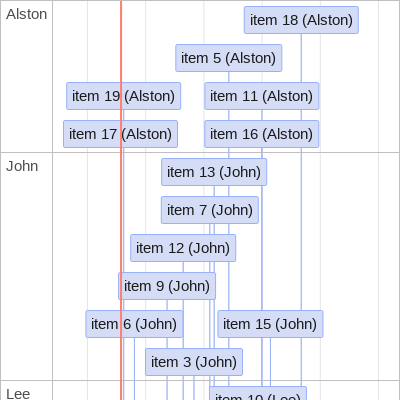 Alston
item 18 (Alston)
item 5 (Alston)
item 19 (Alston)
item 11 (Alston)
item 17 (Alston)
item 16 (Alston)
John
item 13 (John)
item 7 (John)
item 12 (John)
item 9 (John)
item 6 (John)
item 15 (John)
item 3 (John)
Lee
item 10 (Lee)